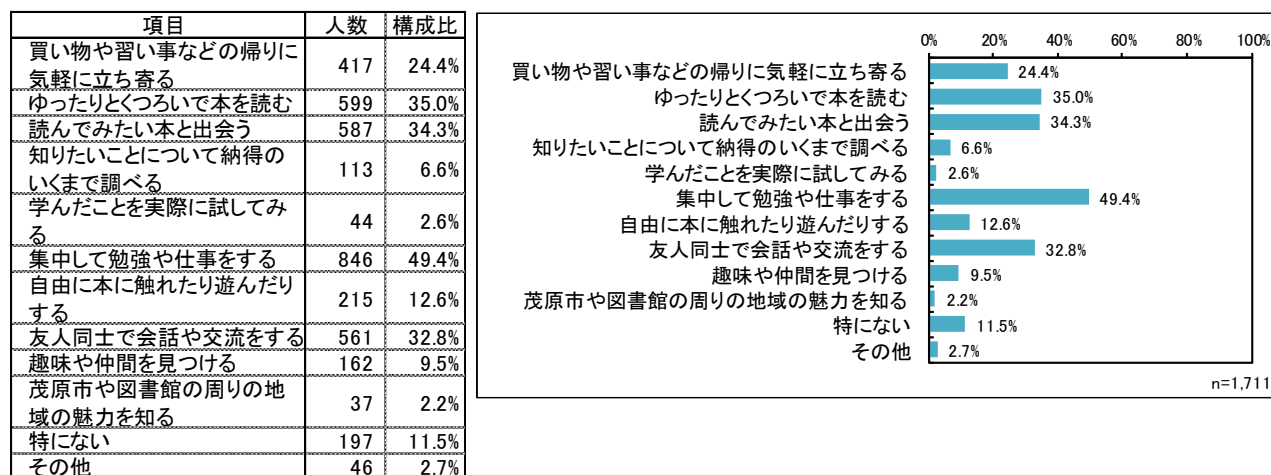 項目 人数 構成比
買い物や習い事などの帰りに
気軽に立ち寄る 417 24.4%
ゆったりとくつろいで本を読む 599 35.0%
読んでみたい本と出会う 587 34.3%
知りたいことについて納得の
いくまで調べる 113 6.6%
学んだことを実際に試してみ
る 44 2.6%
集中して勉強や仕事をする 846 49.4%
自由に本に触れたり遊んだり
する 215 12.6%
友人同士で会話や交流をする 561 32.8%
趣味や仲間を見つける 162 9.5%
茂原市や図書館の周りの地
域の魅力を知る 37 2.2%
特にない 197 11.5%
その他 46 2.7%
0% 20% 40% 60% 80% 100%
買い物や習い事などの帰りに気軽に立ち寄る 24.4%
ゆったりとくつろいで本を読む 35.0%
読んでみたい本と出会う 34.3%
知りたいことについて納得のいくまで調べる 6.6%
学んだことを実際に試してみる 2.6%
集中して勉強や仕事をする 49.4%
自由に本に触れたり遊んだりする 12.6%
友人同士で会話や交流をする 32.8%
趣味や仲間を見つける 9.5%
茂原市や図書館の周りの地域の魅力を知る 2.2%
特にない 11.5%
その他 2.7%
n=1,711